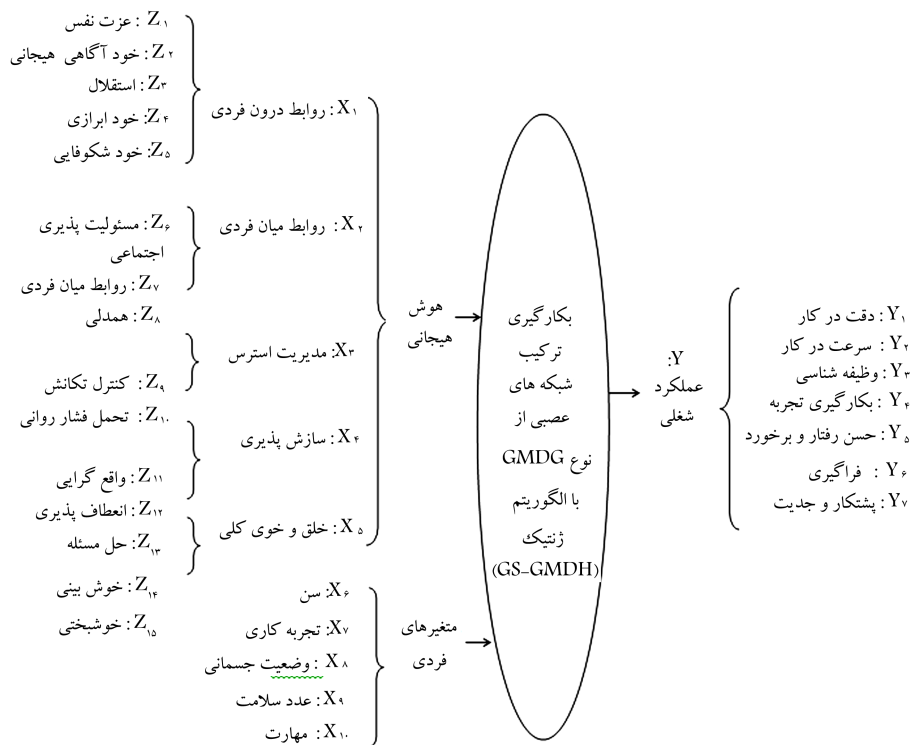 Z۱ : عزت نفس
Z۲ : خود آگاهی هیجانی
Z۳ : استقلال
Z۴ : خود ابرازی
Z۵ : خود شکوفایی
Z۶ : مسئولیت پذیری
اجتماعی
Z۷ : روابط میان فردی
Z۸ : همدلی
Z۹ : کنترل تکانش
Z۱۰ : تحمل فشار روانی
Z۱۱ : واقع گرایی
Z۱۲ : انعطاف پذیری
Z۱۳ : حل مسئله
Z۱۴ : خوش بینی
Z۱۵ : خوشبختی
X۱ : روابط درون فردی
X۲ : روابط میان فردی
X۳ : مدیریت استرس
X۴ : سازش پذیری
X۵ : خلق و خوی کلی
X۶ : سن
X۷ : تجربه کاری
X۸ : وضعیت جسمانی
X۹ : عدد سلامت
X۱۰ : مهارت
هوش
هیجانی
متغیرهای
فردی
بکارگیری
ترکیب
شبکه های
عصبی از
نوع GMDG
با الگوریتم
ژنتیک
(GS-GMDH)
Y:
عملکرد
شغلی
Y۱ : دقت در کار
Y۲ : سرعت در کار
Y۳ : وظیفه شناسی
Y۴ : بکارگیری تجربه
Y۵ : حسن رفتار و برخورد
Y۶ : فراگیری
Y۷ : پشتکار و جدیت